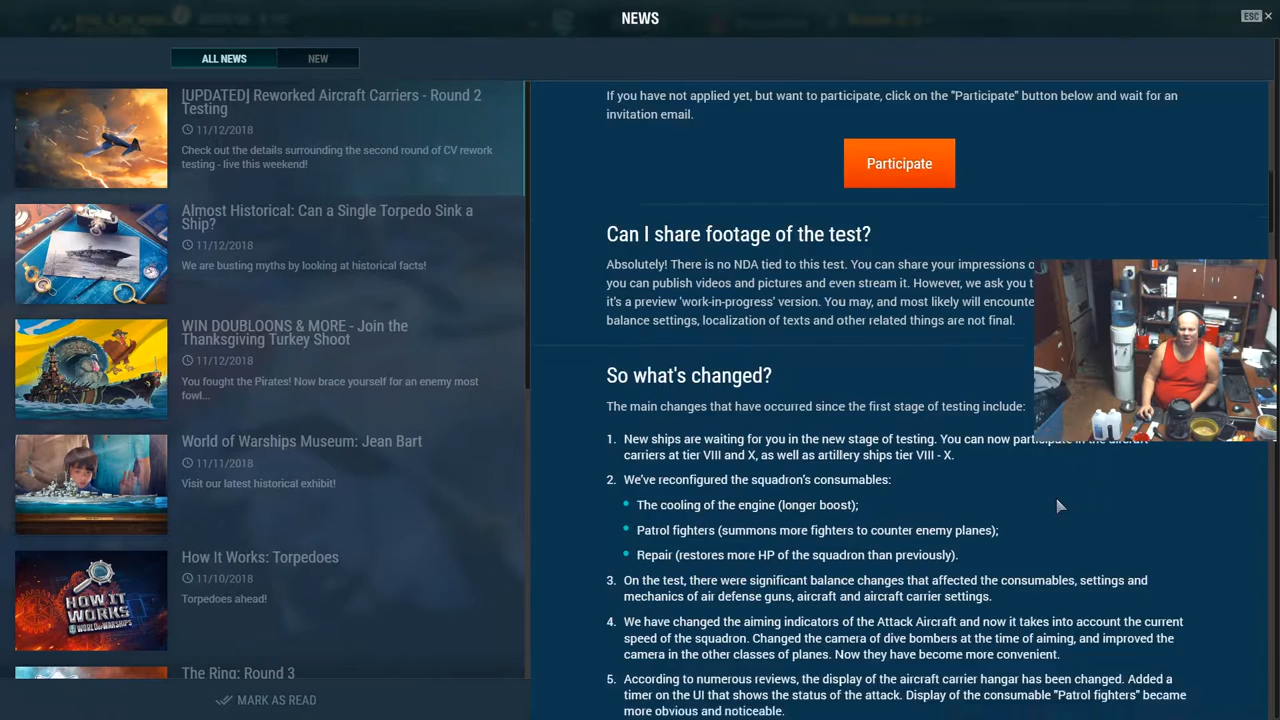 NEWS
ESC
ALL NEWS
NEW
[UPDATED] Reworked Aircraft Carriers - Round 2
Testing
11/12/2018
Check out the details surrounding the second round of CV rework
testing - live this weekend!
Almost Historical: Can a Single Torpedo Sink a
Ship?
11/12/2018
We are busting myths by looking at historical facts!
WIN DOUBLOONS & MORE - Join the
Thanksgiving Turkey Shoot
11/12/2018
You fought the Pirates! Now brace yourself for an enemy most
fowl...
World of Warships Museum: Jean Bart
11/11/2018
Visit our latest historical exhibit!
HOW IT
WORKS
WORLD OF WARSHIPS
How It Works: Torpedoes
11/10/2018
Torpedoes ahead!
The Ring: Round 3
MARK AS READ
If you have not applied yet, but want to participate, click on the "Participate" button below and wait for an
invitation email.
Participate
Can I share footage of the test?
Absolutely! There is no NDA tied to this test. You can share your impressions
you can publish videos and pictures and even stream it. However, we ask you
it's a preview 'work-in-progress' version. You may, and most likely will
balance settings, localization of texts and other related things are not final.
So what's changed?
The main changes that have occurred since the first stage of testing include:
1. New ships are waiting for you in the new stage of testing. You can now participate in the aircraft
carriers at tier VIII and X, as well as artillery ships tier VIII - X.
2. We've reconfigured the squadron's consumables:
The cooling of the engine (longer boost);
Patrol fighters (summons more fighters to counter enemy planes);
Repair (restores more HP of the squadron than previously).
3. On the test, there were significant balance changes that affected the consumables, settings and
mechanics of air defense guns, aircraft and aircraft carrier settings.
4. We have changed the aiming indicators of the Attack Aircraft and now it takes into account the current
speed of the squadron. Changed the camera of dive bombers at the time of aiming, and improved the
camera in the other classes of planes. Now they have become more convenient.
5. According to numerous reviews, the display of the aircraft carrier hangar has been changed. Added a
timer on the UI that shows the status of the attack. Display of the consumable "Patrol fighters" became
more obvious and noticeable.